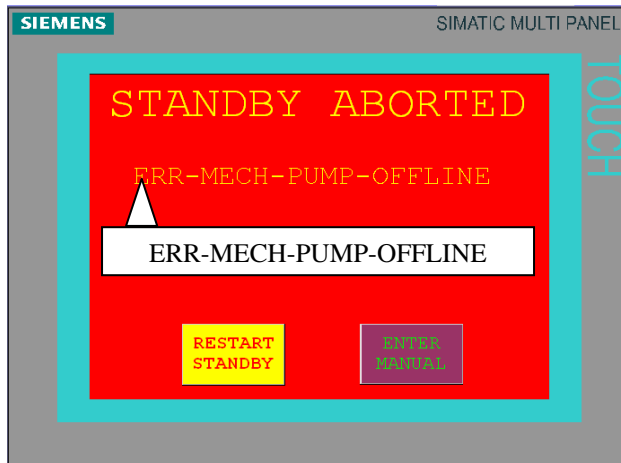 SIEMENS
SIMATIC MULTI PANEL
TOUCH
STANDBY ABORTED
ERR-MECH-PUMP-OFFLINE
ERR-MECH-PUMP-OFFLINE
RESTART
STANDBY
ENTER
MANUAL